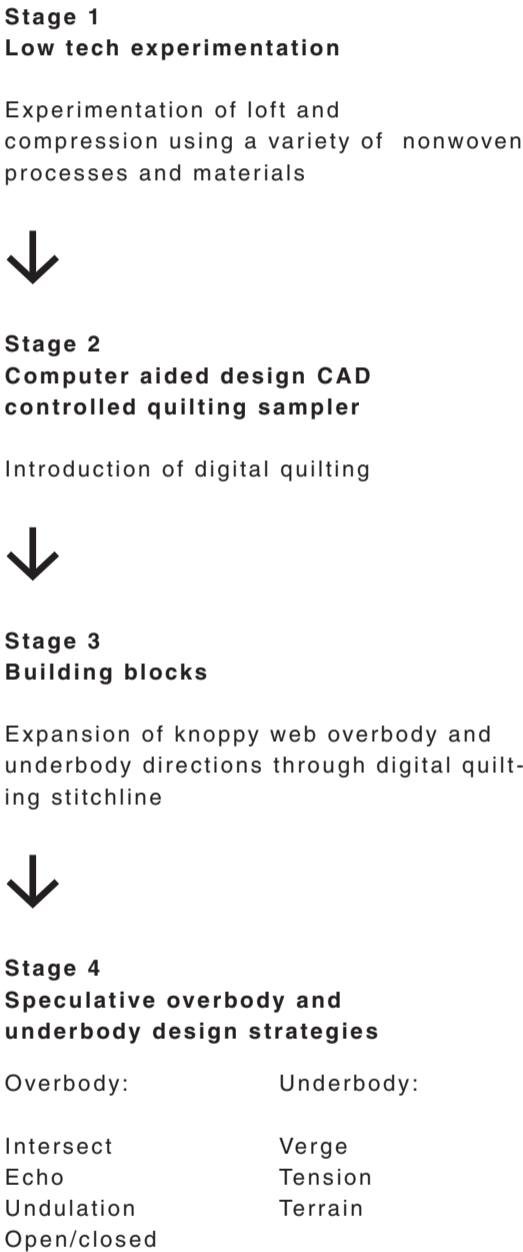 Stage 1
Low tech experimentation
Experimentation of loft and
compression using a variety of nonwoven
processes and materials
Stage 2
Computer aided design CAD
controlled quilting sampler
Introduction of digital quilting
Stage 3
Building blocks
Expansion of knoppy web overbody and
underbody directions through digital quilt-
ing stitchline
Stage 4
Speculative overbody and
underbody design strategies
Overbody: Underbody:
Intersect Verge
Echo Tension
Undulation Terrain
Open/closed